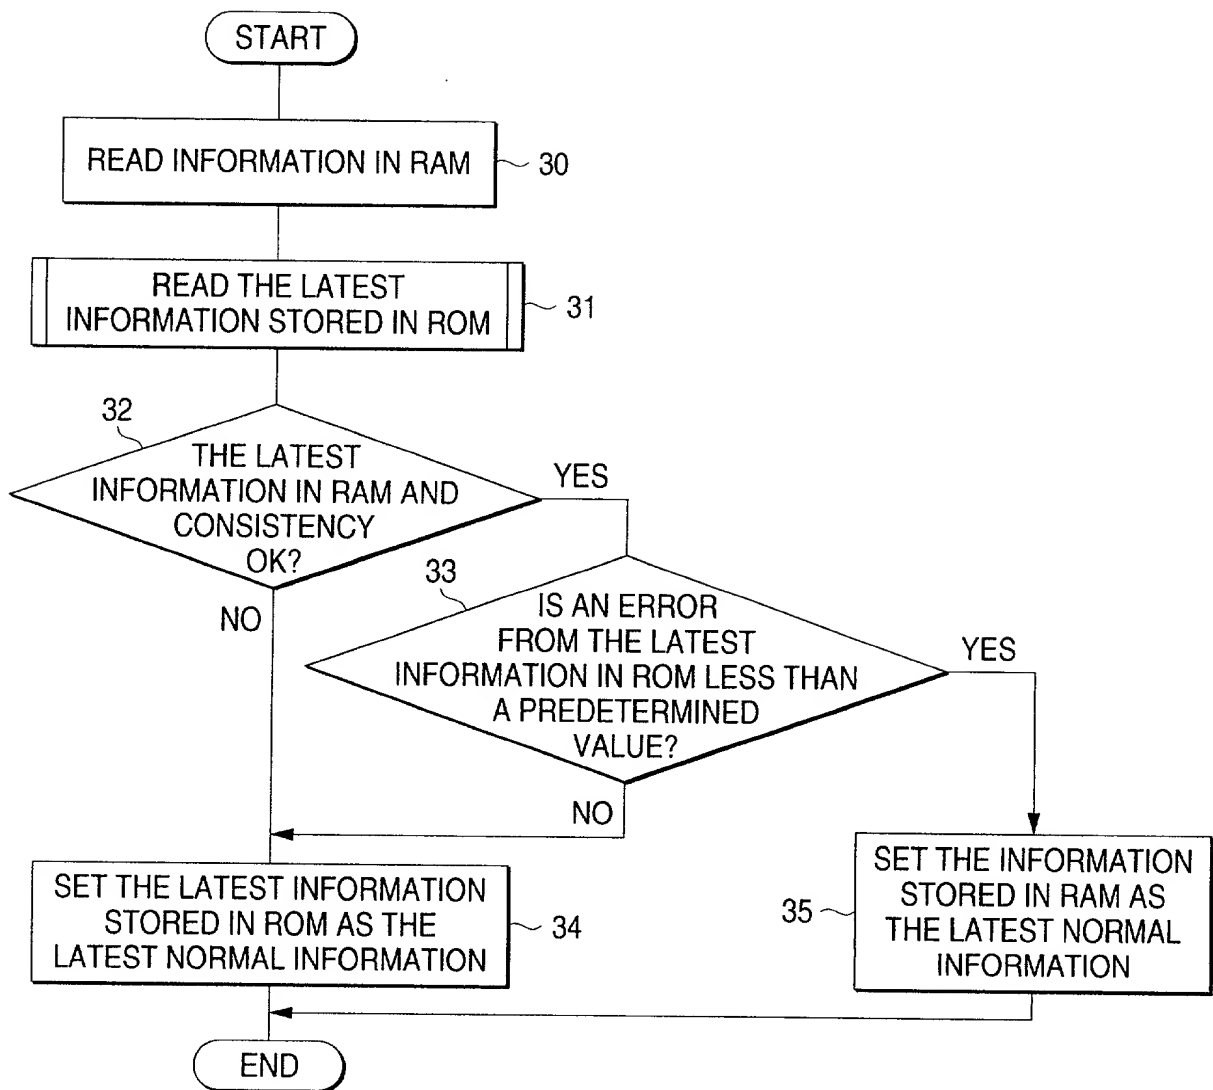 START
READ INFORMATION IN RAM
30
READ THE LATEST
INFORMATION STORED IN ROM
31
32
THE LATEST
INFORMATION IN RAM AND
CONSISTENCY
OK?
YES
NO
33
IS AN ERROR
FROM THE LATEST
INFORMATION IN ROM LESS THAN
A PREDETERMINED
VALUE?
YES
NO
SET THE LATEST INFORMATION
STORED IN ROM AS THE
LATEST NORMAL INFORMATION
34
35
SET THE INFORMATION
STORED IN RAM AS
THE LATEST NORMAL
INFORMATION
END